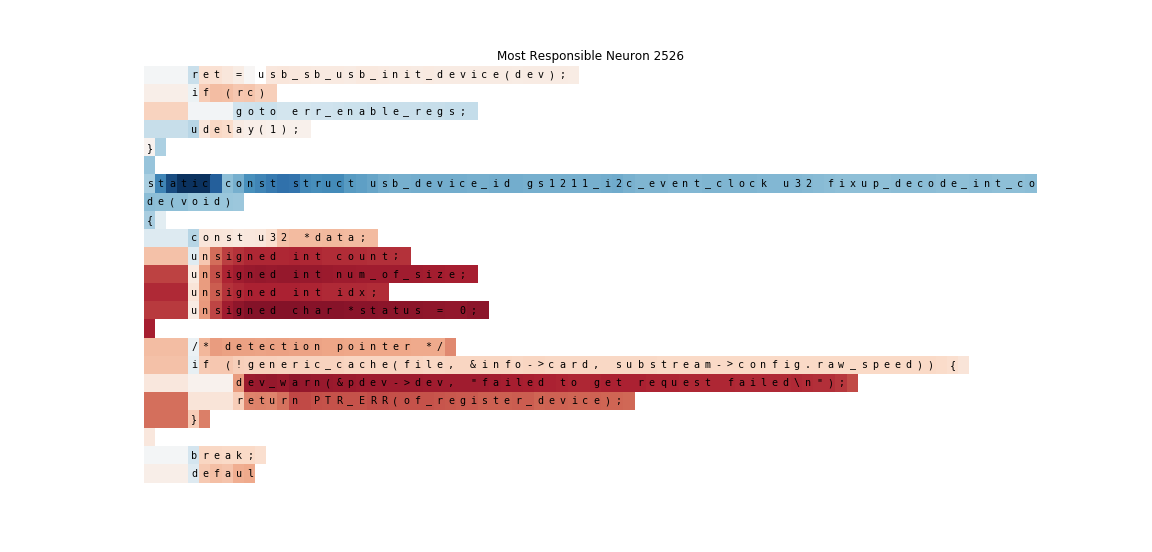 Most Responsible Neuron 2526
ret = usb_sb_usb_init_device(dev);
if (rc)
goto err_enable_regs;
udelay(1);
}
static const struct usb_device_id gs1211_i2c_event_clock u32 fixup_decode_int_co
de(void)
{
const u32 *data;
unsigned int count;
unsigned int num_of_size;
unsigned int idx;
unsigned char *status = 0;
/* detection pointer */
if (!generic_cache(file, &info->card, substream->config.raw_speed)) {
dev_warn(&pdev->dev, "failed to get request failed\n");
return PTR_ERR(of_register_device);
}
break;
defaul